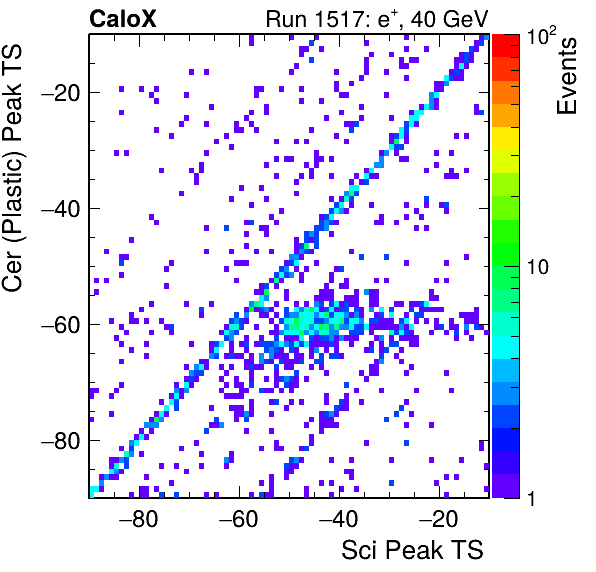 CaloX
Run 1517: e⁺, 40 GeV
Cer (Plastic) Peak TS
−20
−40
−60
−80
−80
−60
−40
−20
Sci Peak TS
10²
10
1
Events